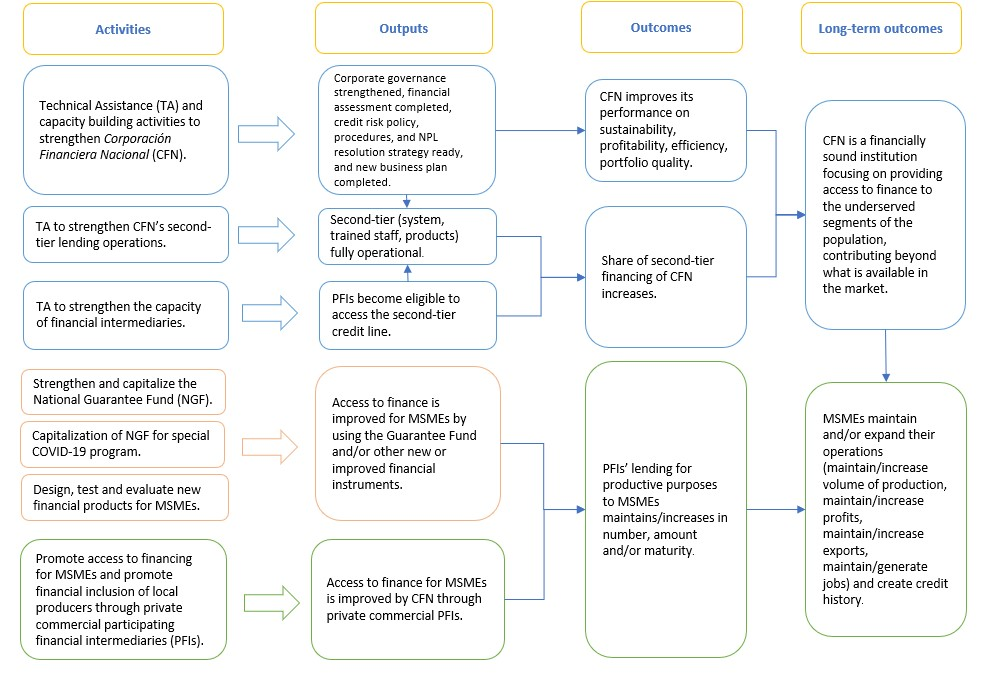 Activities
Outputs
Outcomes
Long-term outcomes
Technical Assistance (TA) and
capacity building activities to
strengthen Corporación
Financiera Nacional (CFN).
Corporate governance
strengthened, financial
assessment completed,
credit risk policy,
procedures, and NPL
resolution strategy ready,
and new business plan
completed.
CFN improves its
performance on
sustainability,
profitability, efficiency,
portfolio quality.
CFN is a financially
sound institution
focusing on providing
access to finance to
the underserved
segments of the
population,
contributing beyond
what is available in
the market.
TA to strengthen CFN’s second-
tier lending operations.
Second-tier (system,
trained staff, products)
fully operational.
Share of second-tier
financing of CFN
increases.
TA to strengthen the capacity
of financial intermediaries.
PFIs become eligible to
access the second-tier
credit line.
Strengthen and capitalize the
National Guarantee Fund (NGF).
Capitalization of NGF for special
COVID-19 program.
Design, test and evaluate new
financial products for MSMEs.
Access to finance is
improved for MSMEs by
using the Guarantee Fund
and/or other new or
improved financial
instruments.
PFIs’ lending for
productive purposes
to MSMEs
maintains/increases in
number, amount
and/or maturity.
MSMEs maintain
and/or expand their
operations
(maintain/increase
volume of production,
maintain/increase
profits,
maintain/increase
exports,
maintain/generate
jobs) and create credit
history.
Promote access to financing
for MSMEs and promote
financial inclusion of local
producers through private
commercial participating
financial intermediaries (PFIs).
Access to finance for MSMEs
is improved by CFN through
private commercial PFIs.